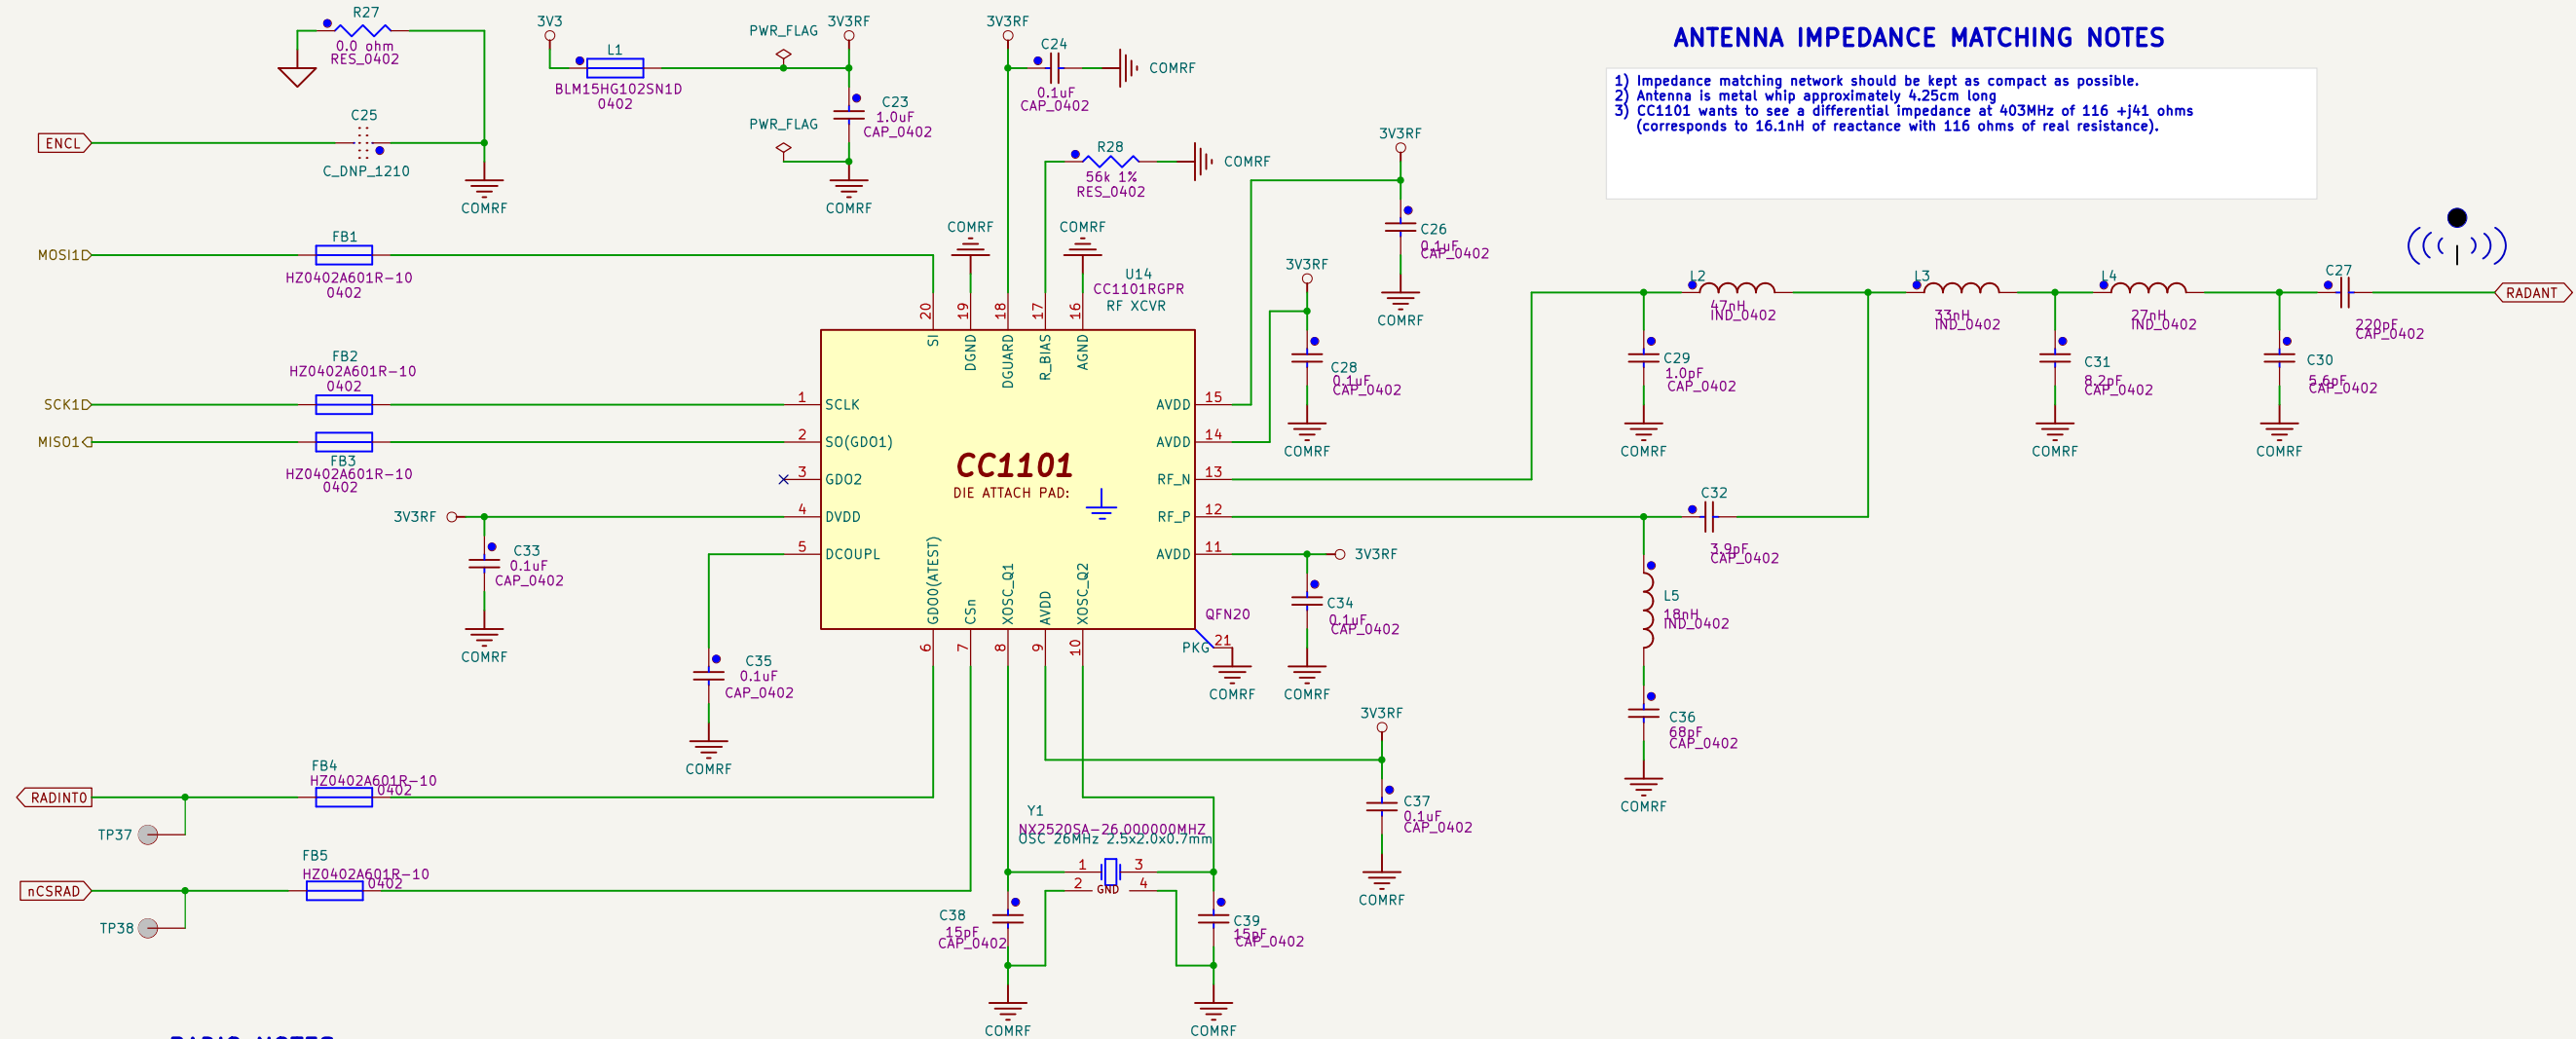 ANTENNA IMPEDANCE MATCHING NOTES
1) Impedance matching network should be kept as compact as possible.
2) Antenna is metal whip approximately 4.25cm long
3) CC1101 wants to see a differential impedance at 403MHz of 116 +j41 ohms
(corresponds to 16.1nH of reactance with 116 ohms of real resistance).
R27
0.0 ohm
RES_0402
C25
C_DNP_1210
ENCL
COMRF
3V3
L1
BLM15HG102SN1D
0402
PWR_FLAG
3V3RF
C23
1.0uF
CAP_0402
PWR_FLAG
COMRF
3V3RF
C24
0.1uF
CAP_0402
COMRF
R28
56k 1%
RES_0402
COMRF
3V3RF
C26
0.1uF
CAP_0402
COMRF
3V3RF
C28
0.1uF
CAP_0402
COMRF
MOSI1
FB1
HZ0402A601R-10
0402
SCK1
FB2
HZ0402A601R-10
0402
MISO1
FB3
HZ0402A601R-10
0402
COMRF
COMRF
U14
CC1101RGPR
RF XCVR
20
19
18
17
16
SI
DGND
DGUARD
R_BIAS
AGND
1
SCLK
2
SO(GDO1)
3
GDO2
4
DVDD
5
DCOUPL
CC1101
DIE ATTACH PAD:
AVDD
15
AVDD
14
RF_N
13
RF_P
12
AVDD
11
GDO0(ATEST)
CSn
XOSC_Q1
AVDD
XOSC_Q2
6
7
8
9
10
QFN20
PKG
21
COMRF
3V3RF
C33
0.1uF
CAP_0402
COMRF
C35
0.1uF
CAP_0402
COMRF
3V3RF
C34
0.1uF
CAP_0402
COMRF
L2
47nH
IND_0402
L3
33nH
IND_0402
L4
27nH
IND_0402
C27
220pF
CAP_0402
RADANT
C29
1.0pF
CAP_0402
COMRF
C31
8.2pF
CAP_0402
COMRF
C30
5.6pF
CAP_0402
COMRF
C32
3.9pF
CAP_0402
L5
18nH
IND_0402
C36
68pF
CAP_0402
COMRF
3V3RF
C37
0.1uF
CAP_0402
COMRF
RADINT0
FB4
HZ0402A601R-10
0402
TP37
nCSRAD
FB5
HZ0402A601R-10
0402
TP38
Y1
NX2520SA-26.000000MHZ
OSC 26MHz 2.5x2.0x0.7mm
1
3
2
GND
4
C38
15pF
CAP_0402
COMRF
C39
15pF
CAP_0402
COMRF
RADIO NOTES